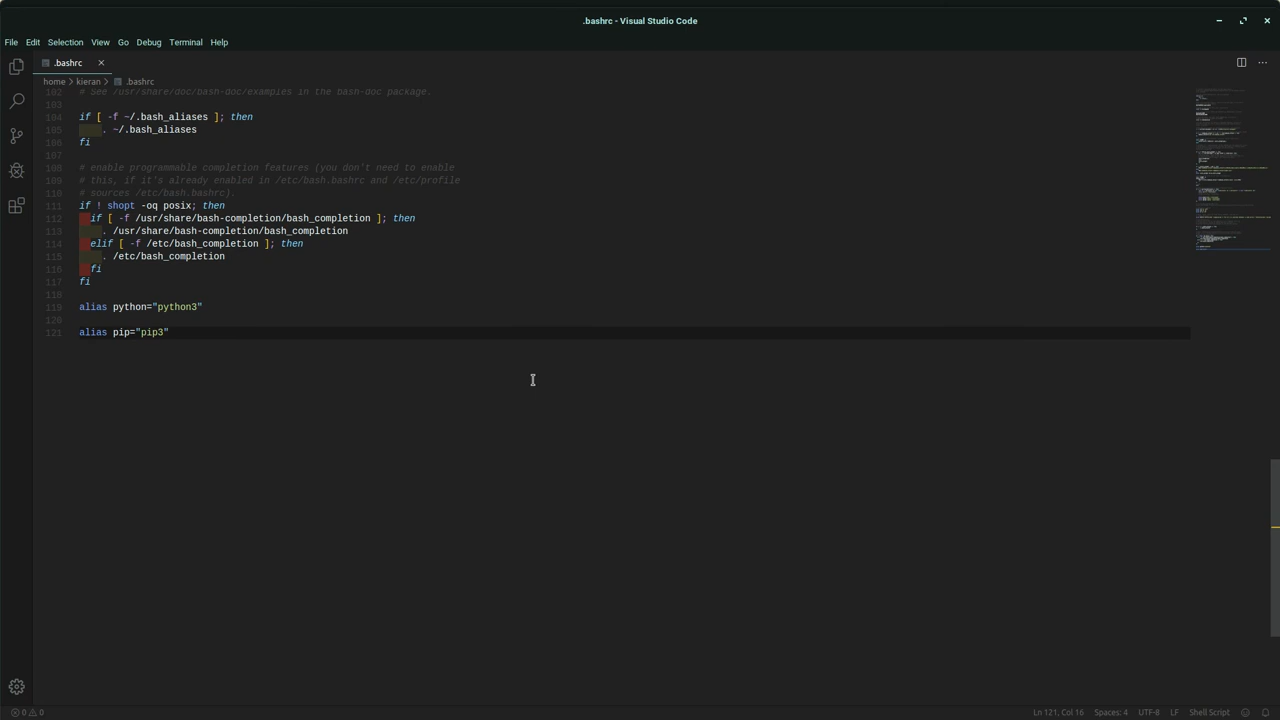 .bashrc - Visual Studio Code
File Edit Selection View Go Debug Terminal Help
.bashrc
home > kieran > .bashrc
102 # See /usr/share/doc/bash-doc/examples in the bash-doc package.
103
104 if [ -f ~/.bash_aliases ]; then
105 . ~/.bash_aliases
106 fi
107
108 # enable programmable completion features (you don't need to enable
109 # this, if it's already enabled in /etc/bash.bashrc and /etc/profile
110 # sources /etc/bash.bashrc).
111 if ! shopt -oq posix; then
112 if [ -f /usr/share/bash-completion/bash_completion ]; then
113 . /usr/share/bash-completion/bash_completion
114 elif [ -f /etc/bash_completion ]; then
115 . /etc/bash_completion
116 fi
117 fi
118
119 alias python="python3"
120
121 alias pip="pip3"
0 0 Ln 121, Col 16 Spaces: 4 UTF-8 LF Shell Script